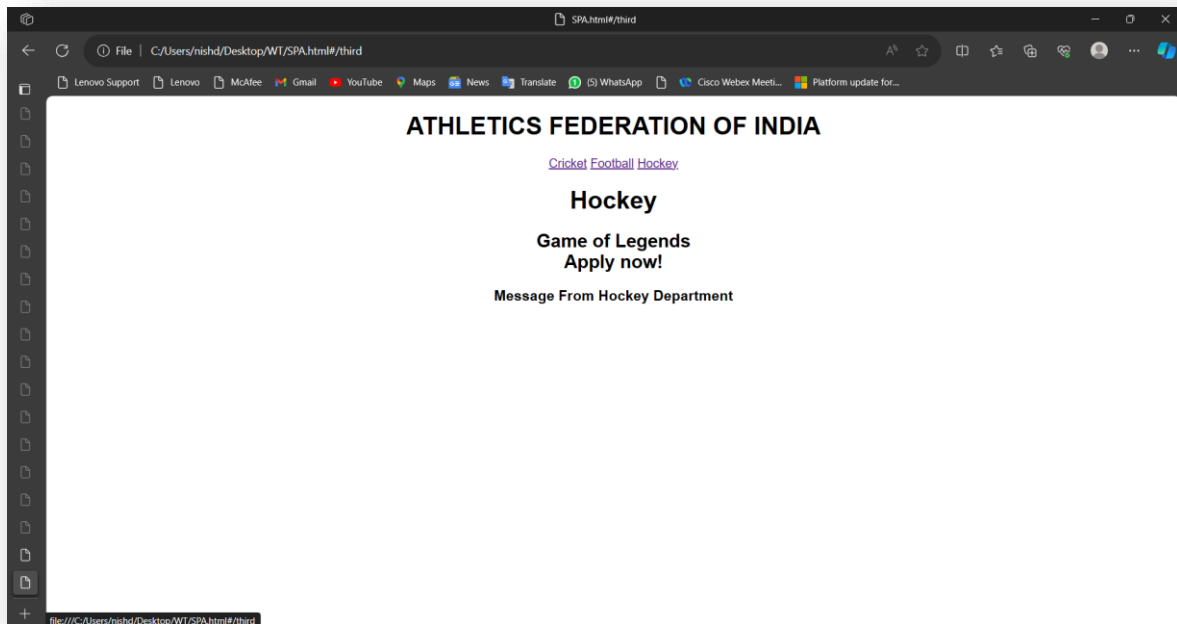 SPA.html#/third
File | C:/Users/nishd/Desktop/WT/SPA.html#/third
Lenovo Support Lenovo McAfee Gmail YouTube Maps News Translate (5) WhatsApp Cisco Webex Meeti... Platform update for...
ATHLETICS FEDERATION OF INDIA
Cricket Football Hockey
Hockey
Game of Legends
Apply now!
Message From Hockey Department
file:///C:/Users/nishd/Desktop/WT/SPA.html#/third